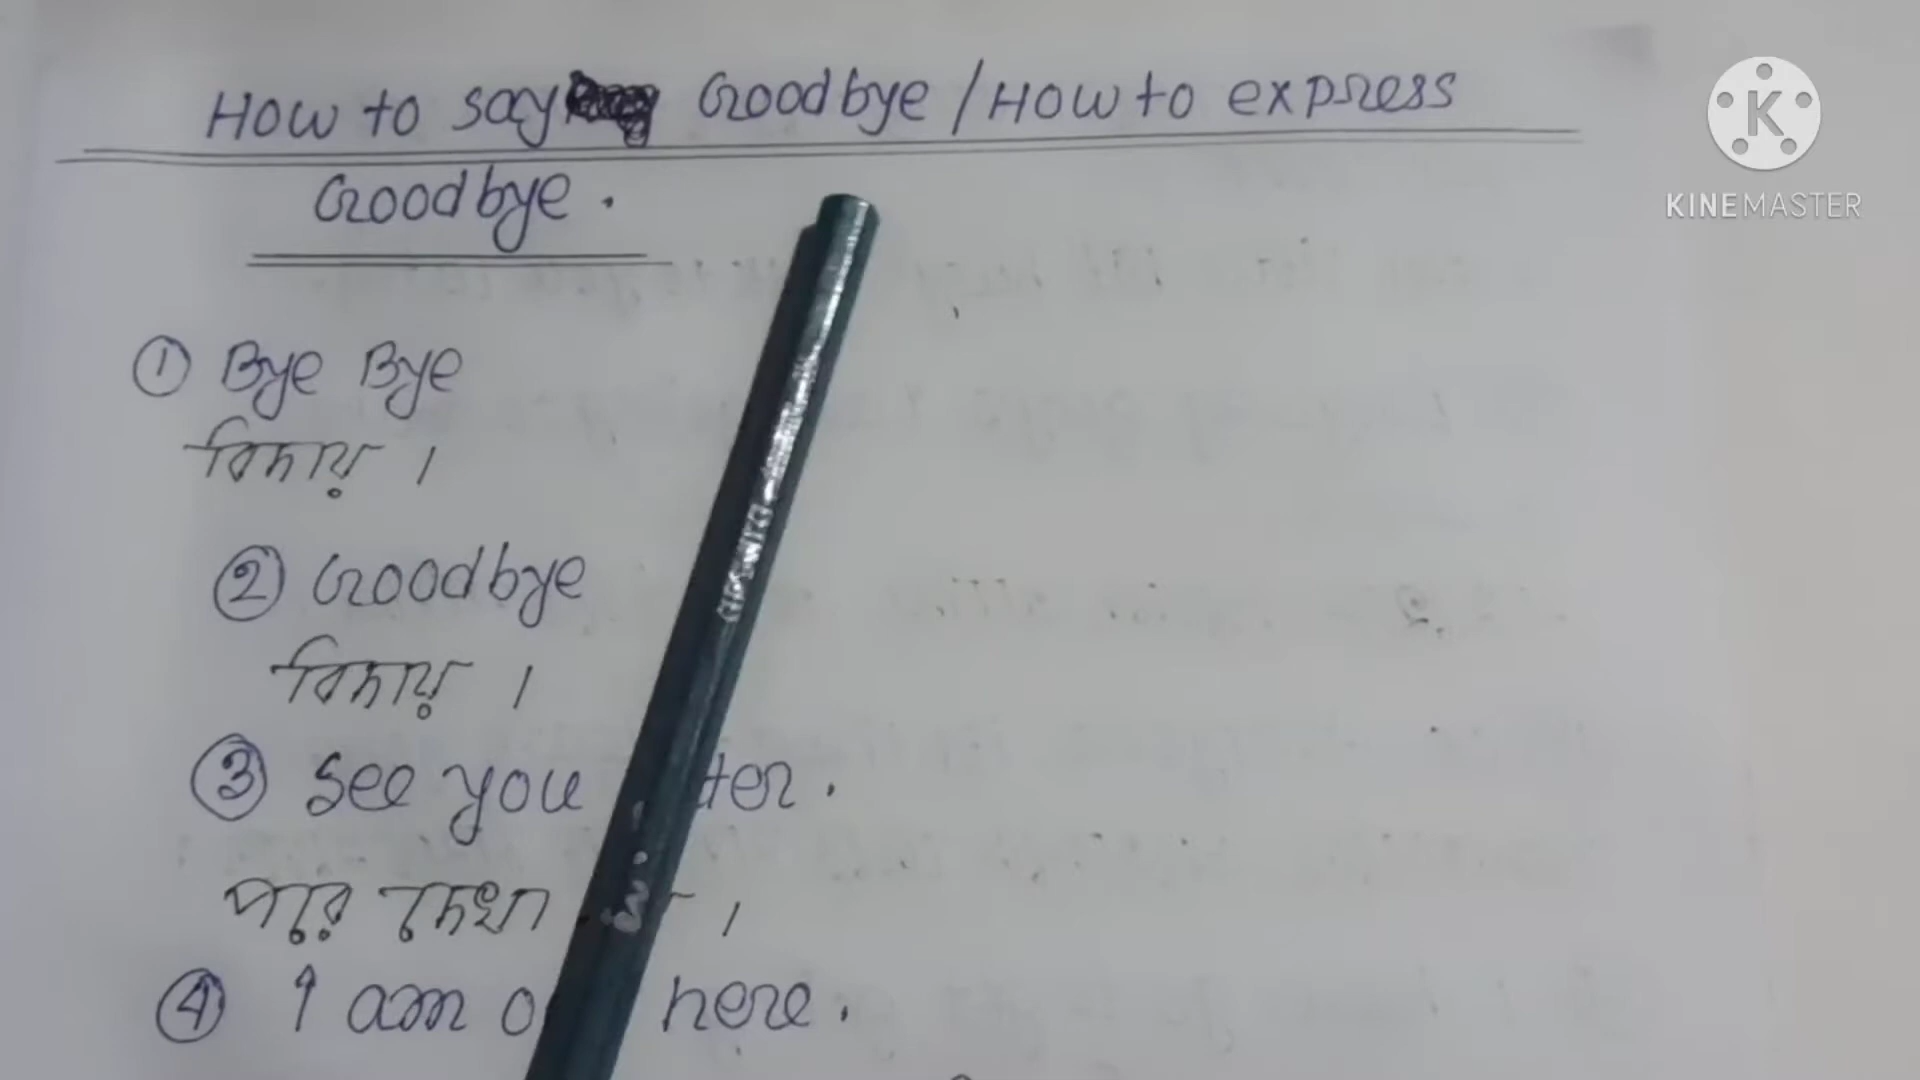 How to say Goodbye / How to express
Goodbye.
① Bye Bye
বিদায় ।
② Goodbye
বিদায় ।
③ See you
পরে দেখা ।
④ I am here.
K
KINEMASTER